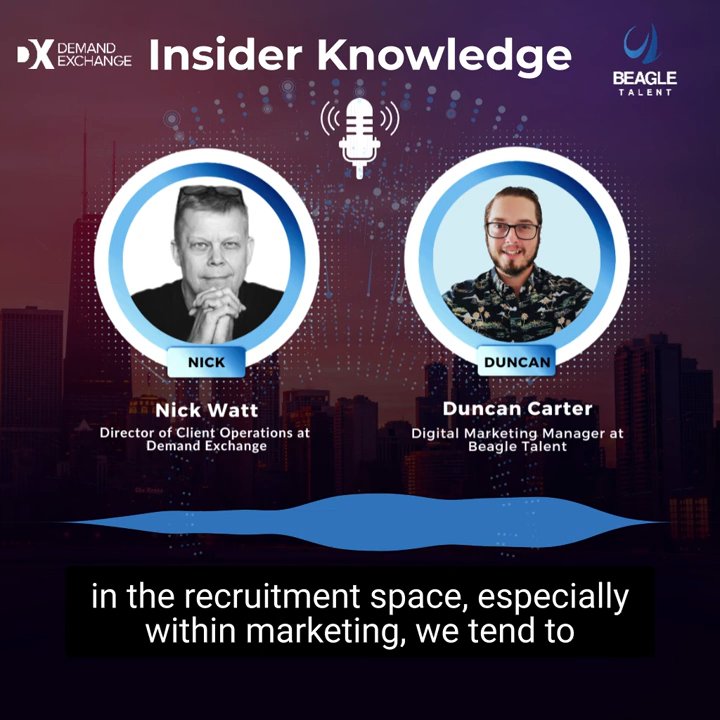 DX DEMAND
EXCHANGE
Insider Knowledge
BEAGLE
TALENT
NICK
DUNCAN
Nick Watt
Director of Client Operations at
Demand Exchange
Duncan Carter
Digital Marketing Manager at
Beagle Talent
in the recruitment space, especially
within marketing, we tend to